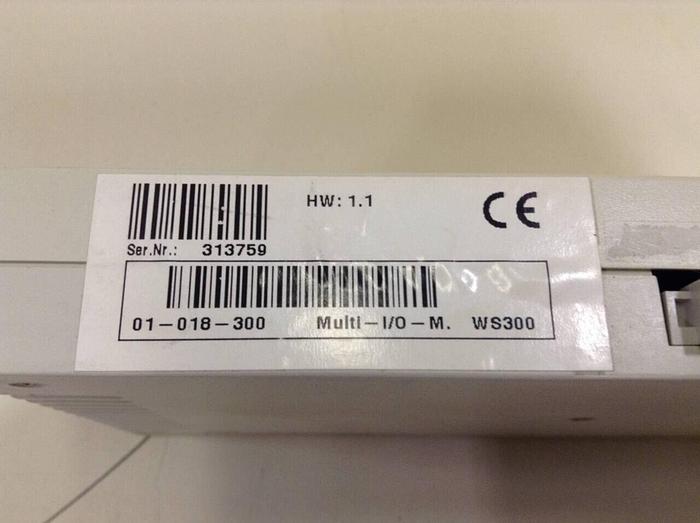 HW: 1.1
CE
Ser.Nr.: 313759
01-018-300 Multi-I/O-M. WS300